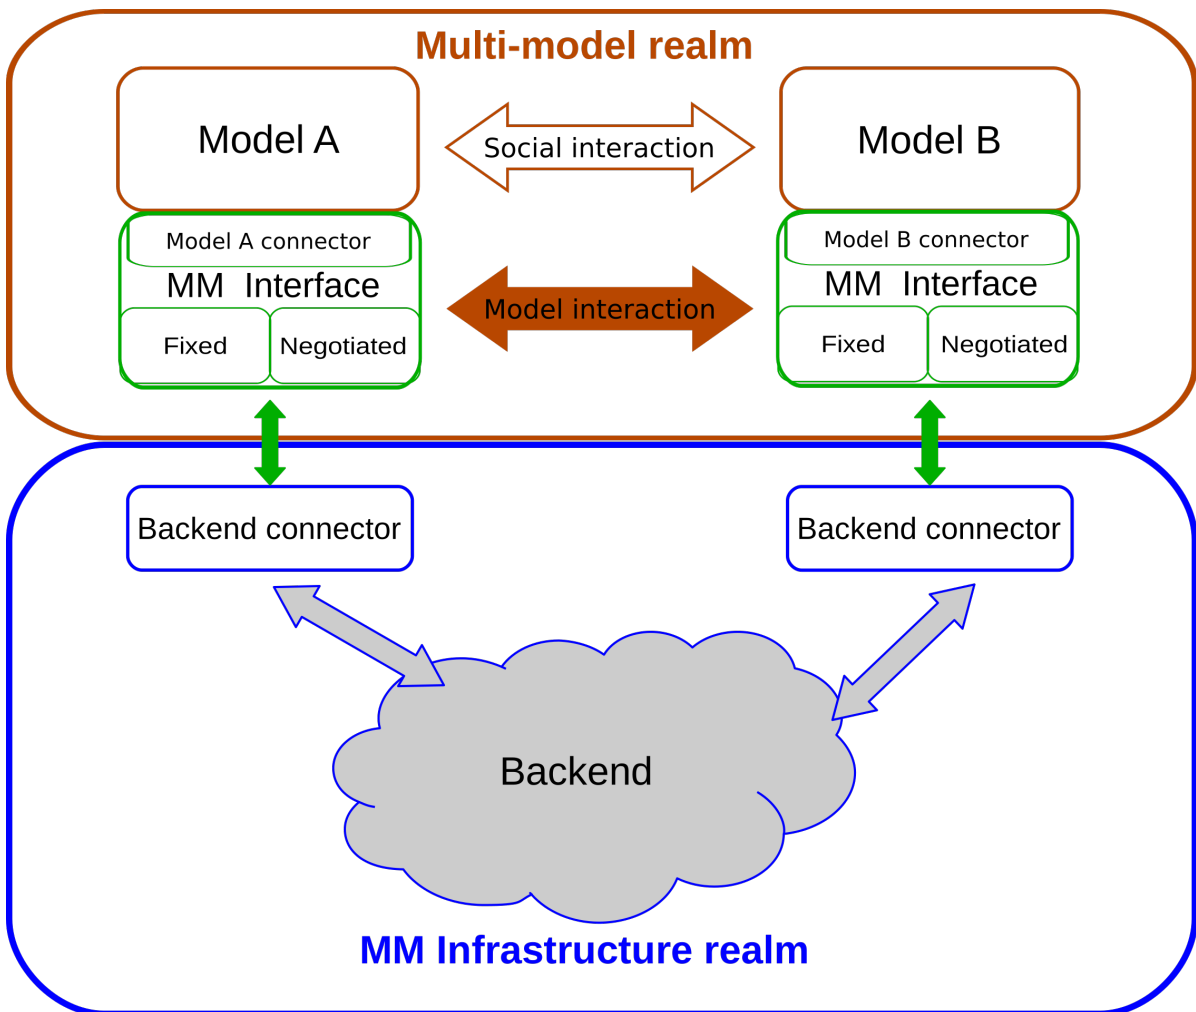 Multi-model realm
Model A
Social interaction
Model B
Model A connector
Model B connector
MM Interface
MM Interface
Model interaction
Fixed
Negotiated
Fixed
Negotiated
Backend connector
Backend connector
Backend
MM Infrastructure realm